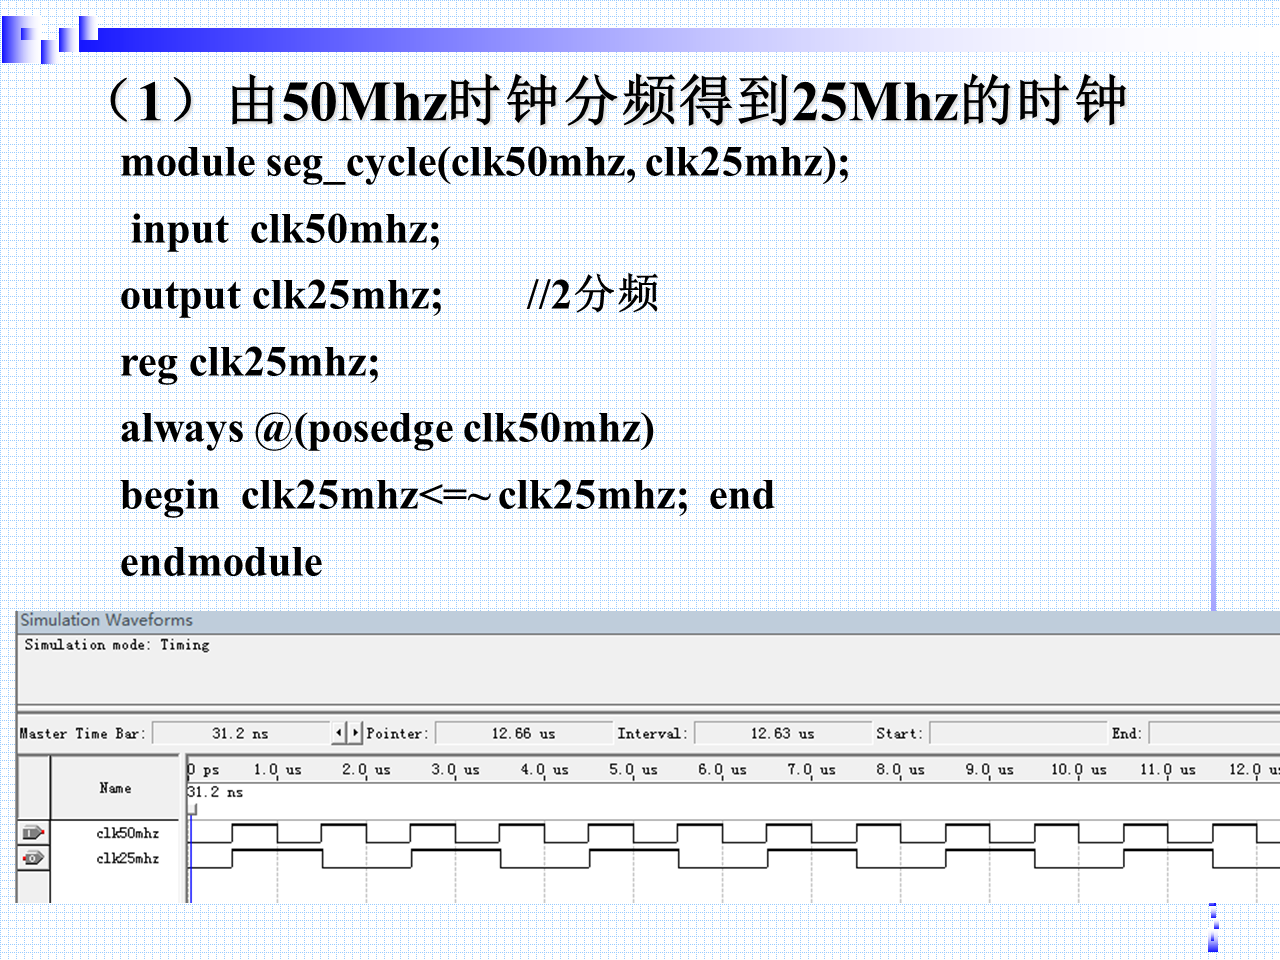 （1）由50Mhz时钟分频得到25Mhz的时钟
module seg_cycle(clk50mhz, clk25mhz);
input clk50mhz;
output clk25mhz; //2分频
reg clk25mhz;
always @(posedge clk50mhz)
begin clk25mhz<=~clk25mhz; end
endmodule
Simulation Waveforms
Simulation mode: Timing
Master Time Bar: 31.2 ns Pointer: 12.66 us Interval: 12.63 us Start: End:
Name 0 ps 1.0 us 2.0 us 3.0 us 4.0 us 5.0 us 6.0 us 7.0 us 8.0 us 9.0 us 10.0 us 11.0 us 12.0 us
31.2 ns
clk50mhz
clk25mhz